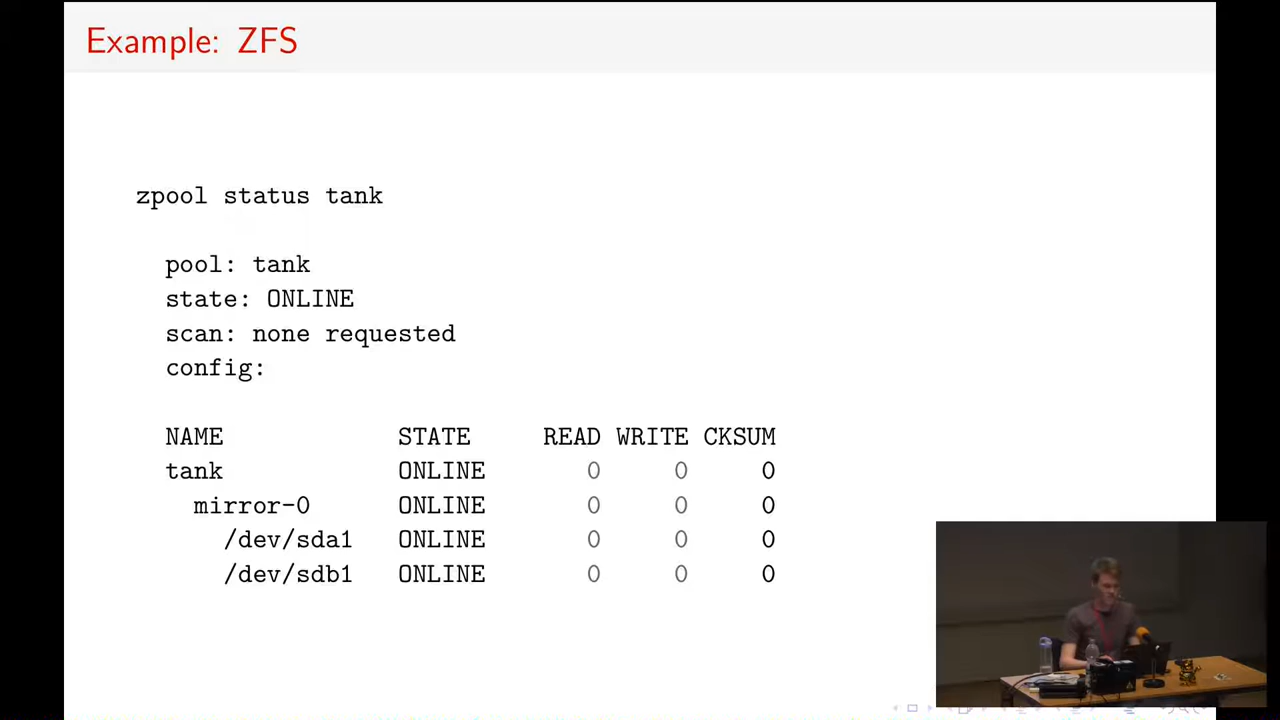 Example: ZFS
zpool status tank
pool: tank
state: ONLINE
scan: none requested
config:
NAME STATE READ WRITE CKSUM
tank ONLINE 0 0 0
mirror-0 ONLINE 0 0 0
/dev/sda1 ONLINE 0 0 0
/dev/sdb1 ONLINE 0 0 0